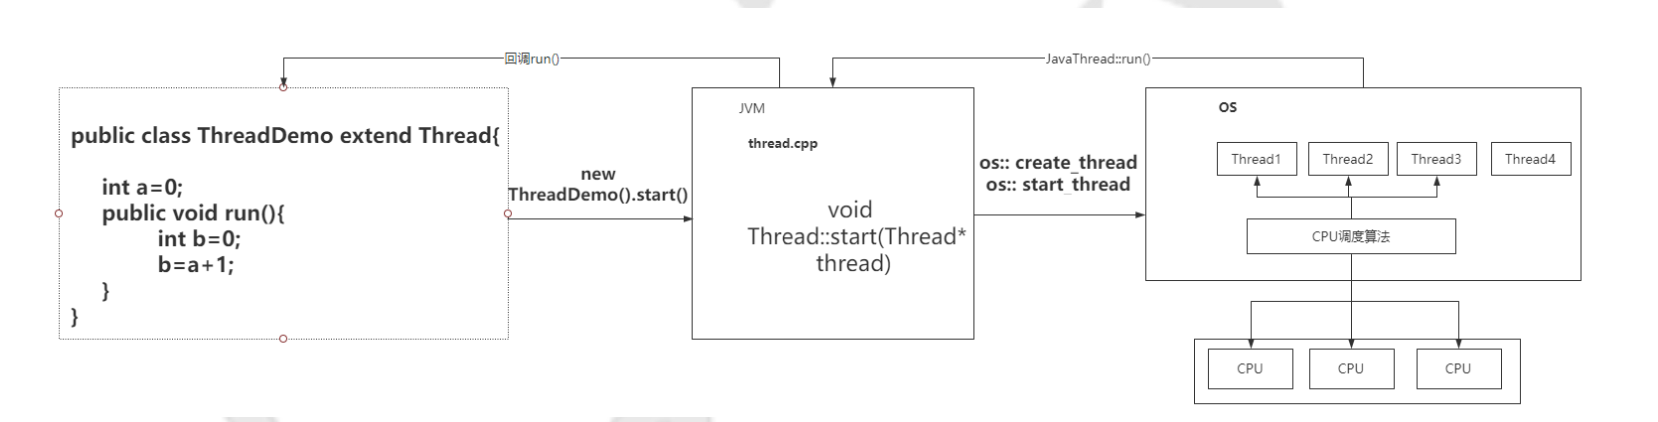 回调run()
JavaThread::run()
public class ThreadDemo extend Thread{
int a=0;
public void run(){
int b=0;
b=a+1;
}
}
new
ThreadDemo().start()
JVM
thread.cpp
void
Thread::start(Thread*
thread)
os:: create_thread
os:: start_thread
OS
Thread1
Thread2
Thread3
Thread4
CPU调度算法
CPU
CPU
CPU